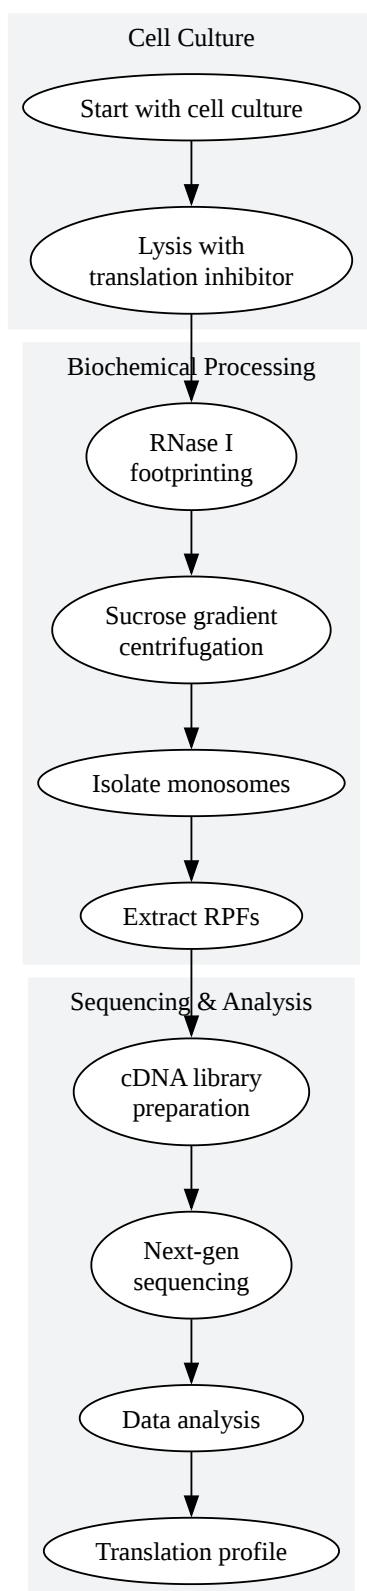 Cell Culture
Start with cell culture
Lysis with
translation inhibitor
Biochemical Processing
RNase I
footprinting
Sucrose gradient
centrifugation
Isolate monosomes
Extract RPFs
Sequencing & Analysis
cDNA library
preparation
Next-gen
sequencing
Data analysis
Translation profile